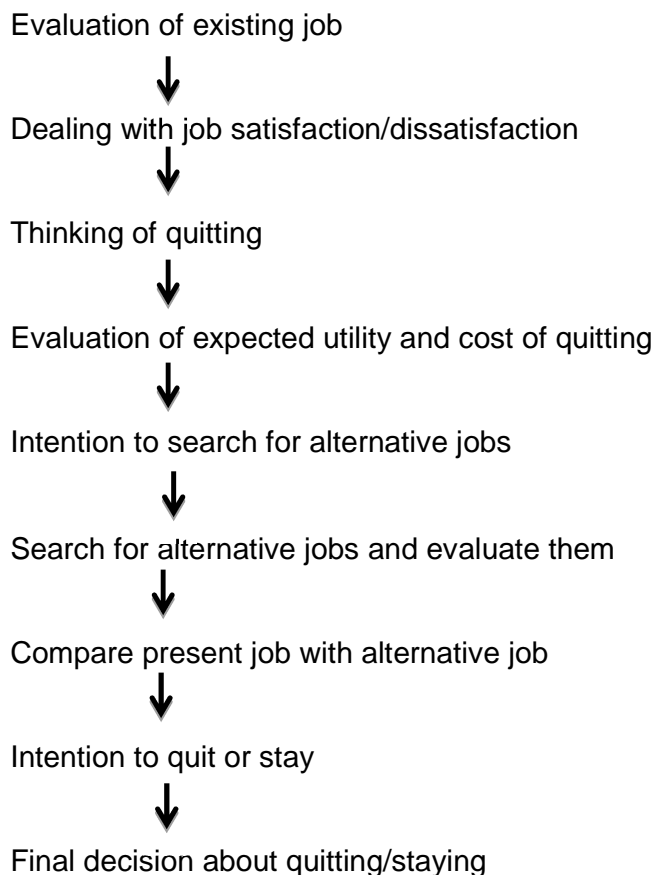 Evaluation of existing job
Dealing with job satisfaction/dissatisfaction
Thinking of quitting
Evaluation of expected utility and cost of quitting
Intention to search for alternative jobs
Search for alternative jobs and evaluate them
Compare present job with alternative job
Intention to quit or stay
Final decision about quitting/staying